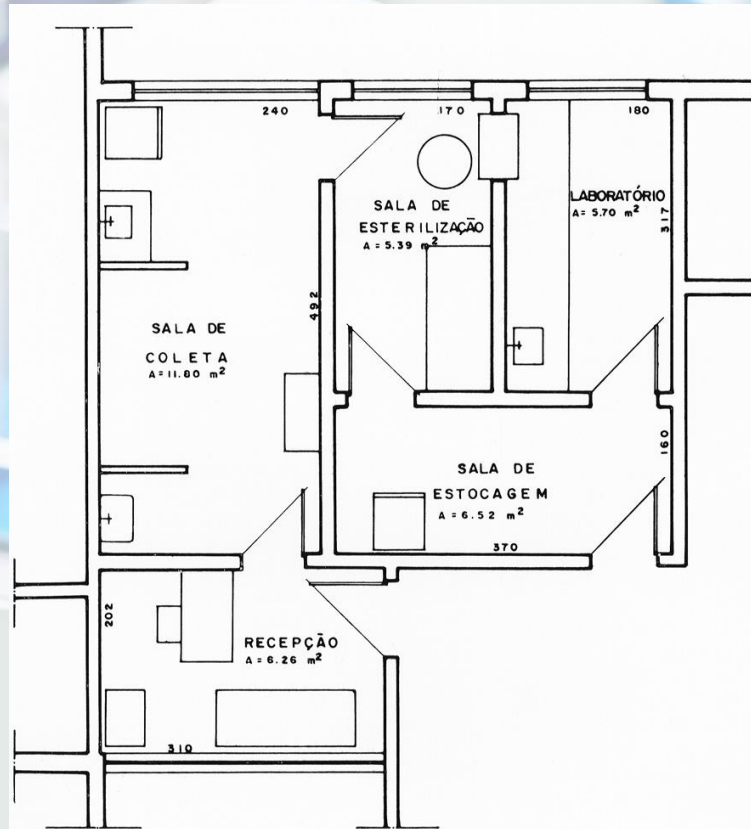 240
170
180
SALA DE
ESTERILIZAÇÃO
A = 5.39 m²
LABORATÓRIO
A= 5.70 m²
317
492
SALA DE
COLETA
A=11.80 m²
SALA DE
ESTOCAGEM
A = 6.52 m²
160
370
202
RECEPÇÃO
A= 6.26 m²
310